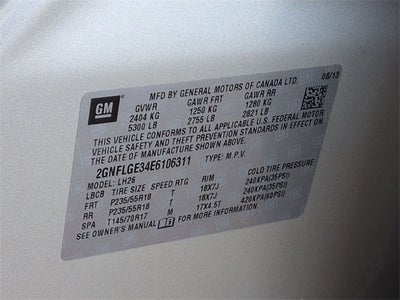 GM
MFD BY GENERAL MOTORS OF CANADA LTD. 08/13
GVWR GAWR FRT GAWR RR
2404 KG 1250 KG 1280 KG
5300 LB 2755 LB 2821 LB
THIS VEHICLE CONFORMS TO ALL APPLICABLE U.S. FEDERAL MOTOR
VEHICLE SAFETY AND THEFT PREVENTION STANDARDS IN EFFECT ON
THE DATE OF MANUFACTURE SHOWN ABOVE.
2GNFLGE34E6106311 TYPE: M.P.V.
MODEL: LH26
LBCB TIRE SIZE SPEED RTG RIM COLD TIRE PRESSURE
FRT P235/55R18 T 18X7J 240KPA(35PSI)
RR P235/55R18 T 18X7J 240KPA(35PSI)
SPA T145/70R17 M 17X4.5T 420KPA(60PSI)
SEE OWNER'S MANUAL FOR ADDITIONAL INFORMATION.